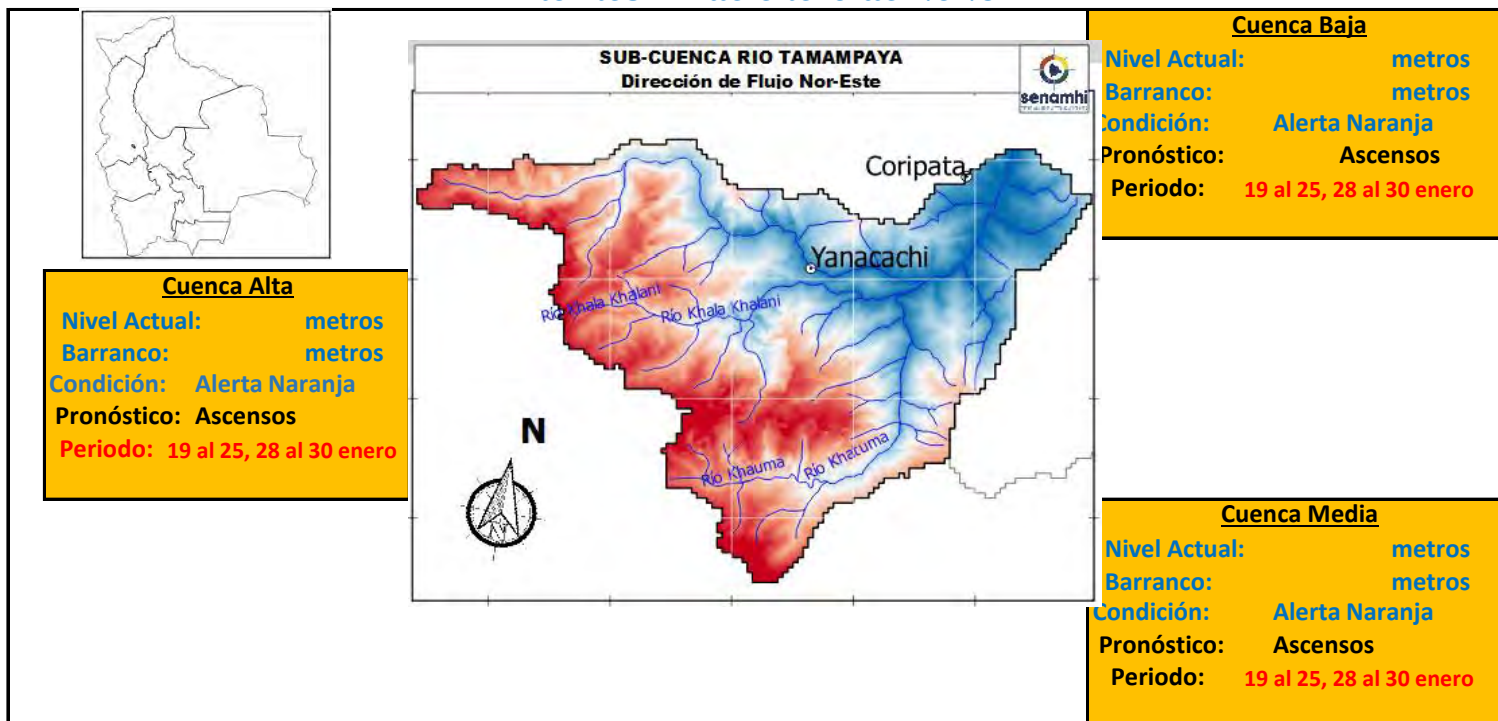 SUB-CUENCA RIO TAMAMPAYA
Dirección de Flujo Nor-Este
senamhi
Coripata
Yanacachi
Río Khala Khalani
Río Khala Khalani
Río Khauma
Río Khatuma
N
Cuenca Baja
Nivel Actual: metros
Barranco: metros
Condición: Alerta Naranja
Pronóstico: Ascensos
Periodo: 19 al 25, 28 al 30 enero
Cuenca Alta
Nivel Actual: metros
Barranco: metros
Condición: Alerta Naranja
Pronóstico: Ascensos
Periodo: 19 al 25, 28 al 30 enero
Cuenca Media
Nivel Actual: metros
Barranco: metros
Condición: Alerta Naranja
Pronóstico: Ascensos
Periodo: 19 al 25, 28 al 30 enero